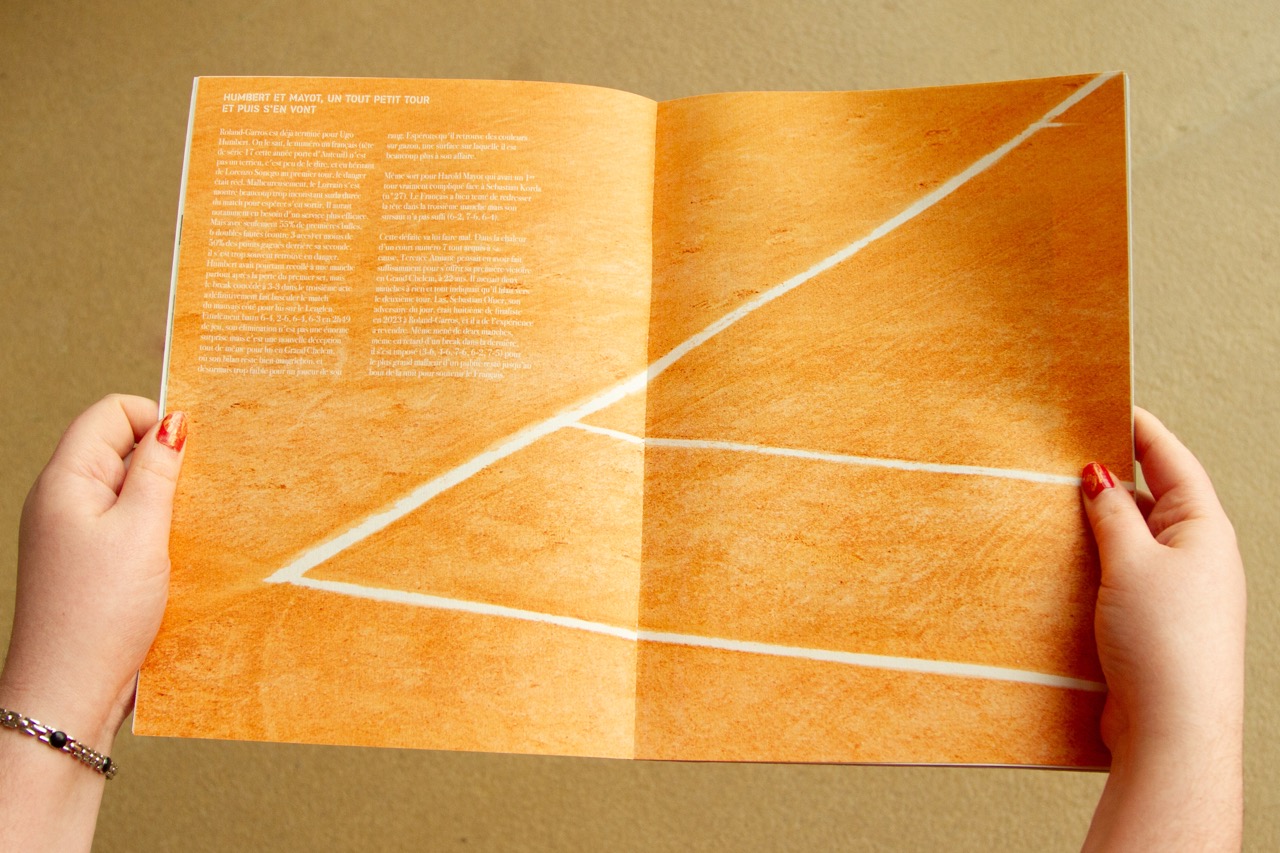 HUMBERT ET MAYOT, UN TOUT PETIT TOUR
ET PUIS S'EN VONT
Roland-Garros est déjà terminé pour Ugo
Humbert. On le sait, le numéro un français (tête
de série 17 cette année porte d'Auteuil) n'est
pas un terrien, c'est peu de le dire, et en héritant
de Lorenzo Sonego au premier tour, le danger
était réel. Malheureusement, le Lorrain s'est
montré beaucoup trop inconstant sur la durée
du match pour espérer s'en sortir. Il aurait
notamment eu besoin d'un service plus efficace.
Mais avec seulement 55% de premières balles,
6 doubles fautes (contre 3 aces) et moins de
50% des points gagnés derrière sa seconde,
il s'est trop souvent retrouvé en danger.
Humbert avait pourtant recollé à une manche
partout après la perte du premier set, mais
le break concédé à 3-3 dans le troisième acte
a définitivement fait basculer le match
du mauvais côté pour lui sur le Lenglen.
Finalement battu 6-4, 2-6, 6-4, 6-3 en 2h49
de jeu, son élimination n'est pas une énorme
surprise mais c'est une nouvelle déception
tout de même pour lui en Grand Chelem,
où son bilan reste bien maigrichon, et
désormais trop faible pour un joueur de son
rang. Espérons qu'il retrouve des couleurs
sur gazon, une surface sur laquelle il est
beaucoup plus à son affaire.
Même sort pour Harold Mayot qui avait un 1er
tour vraiment compliqué face à Sebastian Korda
(n°27). Le Français a bien tenté de redresser
la tête dans la troisième manche mais son
sursaut n'a pas suffi (6-2, 7-6, 6-4).
Cette défaite va lui faire mal. Dans la chaleur
d'un court numéro 7 tout acquis à sa
cause, Terence Atmane pensait en avoir fait
suffisamment pour s'offrir sa première victoire
en Grand Chelem, à 22 ans. Il menait deux
manches à rien et tout indiquait qu'il
le deuxième tour. Las, Sebastian Ofner, son
adversaire du jour, était huitième de finaliste
en 2023 à Roland-Garros, et il a de l'expérience
à revendre. Même mené de deux manches,
même en retard d'un break dans la dernière,
il s'est imposé (3-6, 4-6, 7-6, 6-2, 7-5) pour
le plus grand malheur d'un public resté jusqu'au
bout de la nuit pour soutenir le Français.